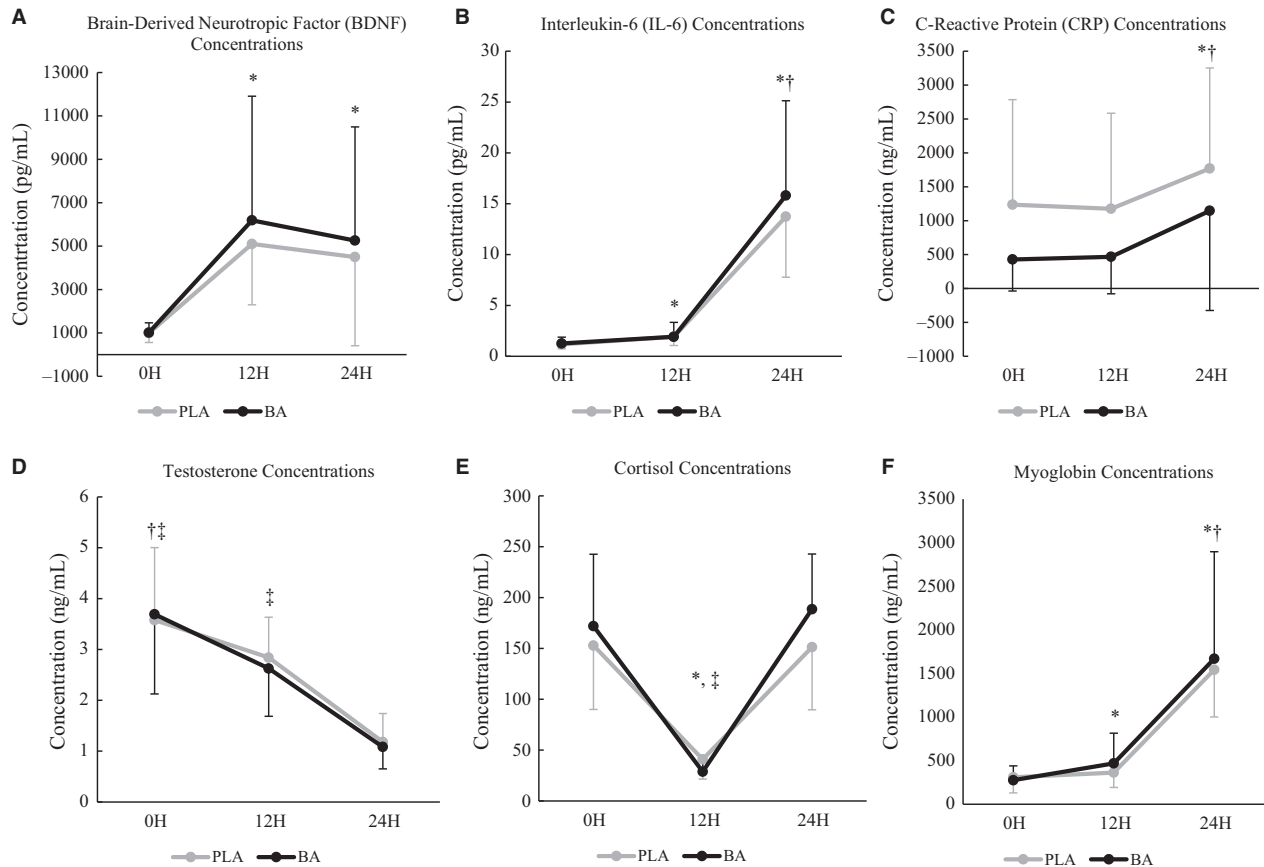 A
Brain-Derived Neurotropic Factor (BDNF)
Concentrations
Concentrtation (pg/mL)
13000
11000
9000
7000
5000
3000
1000
–1000
*
*
0H
12H
24H
PLA
BA
B
Interleukin-6 (IL-6) Concentrations
Concentration (pg/mL)
30
25
20
15
10
5
0
*
*†
0H
12H
24H
PLA
BA
C
C-Reactive Protein (CRP) Concentrations
Concentration (ng/mL)
3500
3000
2500
2000
1500
1000
500
0
–500
–1000
*†
0H
12H
24H
PLA
BA
D
Testosterone Concentrations
Concentration (ng/mL)
6
5
4
3
2
1
0
†‡
‡
0H
12H
24H
PLA
BA
E
Cortisol Concentrations
Concentration (ng/mL)
300
250
200
150
100
50
0
*, ‡
0H
12H
24H
PLA
BA
F
Myoglobin Concentrations
Concentration (ng/mL)
3500
3000
2500
2000
1500
1000
500
0
*
*†
0H
12H
24H
PLA
BA